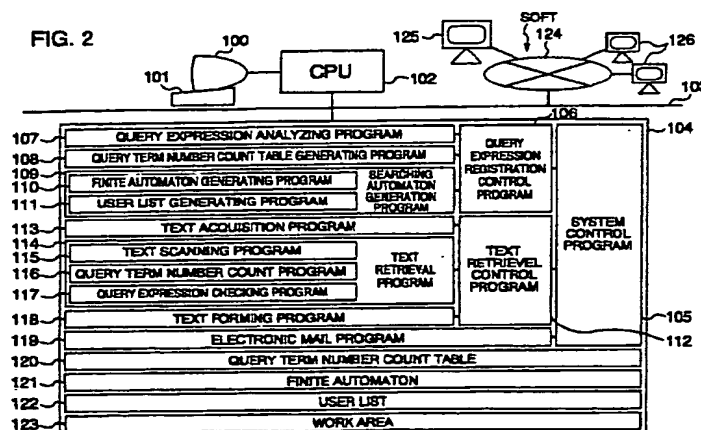 FIG. 2
100
101
CPU
102
SOFT
124
125
126
103
106
107
QUERY EXPRESSION ANALYZING PROGRAM
108
QUERY TERM NUMBER COUNT TABLE GENERATING PROGRAM
109
110
FINITE AUTOMATON GENERATING PROGRAM
111
USER LIST GENERATING PROGRAM
SEARCHING
AUTOMATON
GENERATION
PROGRAM
QUERY
EXPRESSION
REGISTRATION
CONTROL
PROGRAM
104
SYSTEM
CONTROL
PROGRAM
113
TEXT ACQUISITION PROGRAM
114
115
TEXT SCANNING PROGRAM
116
QUERY TERM NUMBER COUNT PROGRAM
117
QUERY EXPRESSION CHECKING PROGRAM
TEXT
RETRIEVAL
PROGRAM
TEXT
RETRIEVEL
CONTROL
PROGRAM
118
TEXT FORMING PROGRAM
105
112
119
ELECTRONIC MAIL PROGRAM
120
QUERY TERM NUMBER COUNT TABLE
121
FINITE AUTOMATON
122
USER LIST
123
WORK AREA